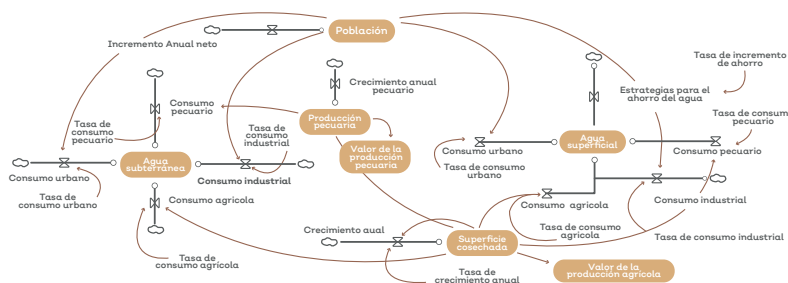 Población
Incremento Anual neto
Crecimiento anual
pecuario
Tasa de incremento
de ahorro
Estrategias para el
ahorro del agua
Consumo
pecuario
Tasa de
consumo
pecuario
Producción
pecuaria
Tasa de
consumo
industrial
Valor de la
producción
pecuaria
Tasa de consum
pecuario
Agua
superficial
Consumo urbano
Consumo pecuario
Tasa de consumo
urbano
Agua
subterránea
Consumo urbano
Consumo industrial
Tasa de
consumo urbano
Consumo agricola
Consumo agricola
Consumo industrial
Tasa de consumo
agricola
Tasa de consumo industrial
Crecimiento aual
Superficie
cosechada
Tasa de
consumo agrícola
Tasa de
crecimiento anual
Valor de la
producción agrícola